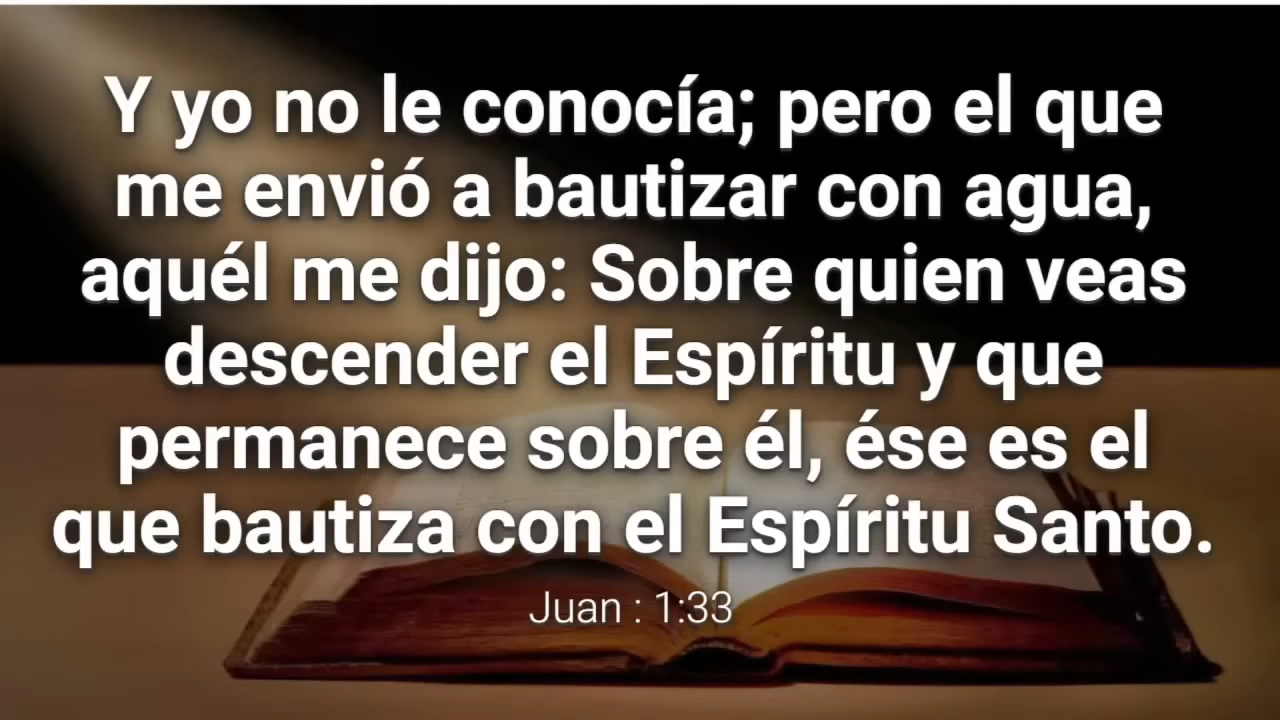 Y yo no le conocía; pero el que
me envió a bautizar con agua,
aquél me dijo: Sobre quien veas
descender el Espíritu y que
permanece sobre él, ése es el
que bautiza con el Espíritu Santo.
Juan : 1:33